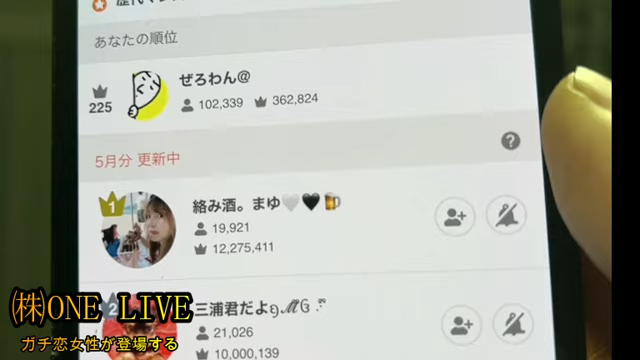 あなたの順位
ぜろわん@
225
102,339 362,824
5月分 更新中
?
1
絡み酒。まゆ🤍🖤🍺
19,921
12,275,411
㈱ONE LIVE
三浦君だよ
21,026
ガチ恋女性が登場する
10,000,139